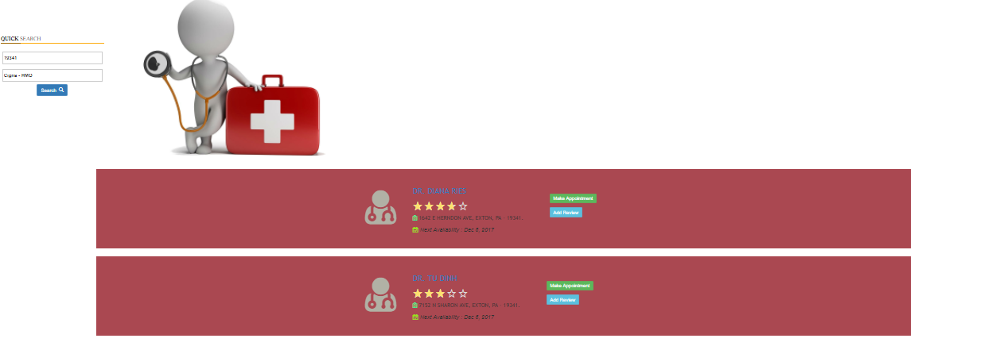 QUICK SEARCH
19341
Cigna - HMO
Search
DR. DIANA RIES
1642 E HERNDON AVE, EXTON, PA - 19341.
Next Availability : Dec 6, 2017
Make Appointment
Add Review
DR. TU DINH
7152 N SHARON AVE, EXTON, PA - 19341.
Next Availability : Dec 6, 2017
Make Appointment
Add Review